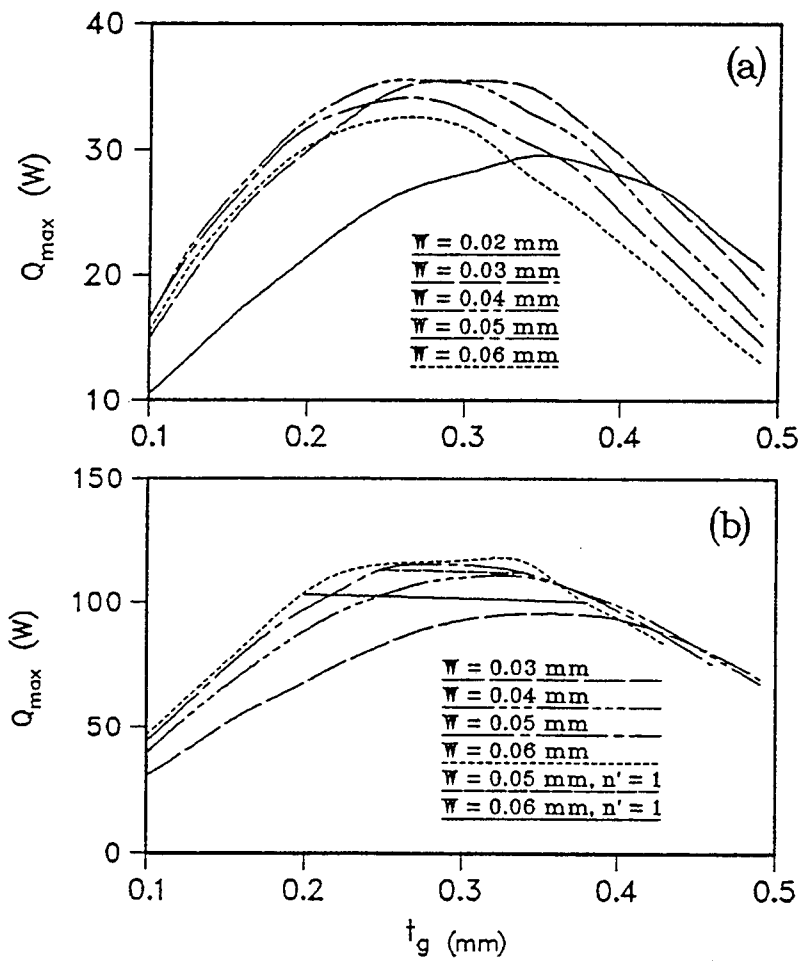 40
(a)
30
Q_max (W)
W = 0.02 mm
W = 0.03 mm
W = 0.04 mm
W = 0.05 mm
W = 0.06 mm
20
10
0.1 0.2 0.3 0.4 0.5
150
(b)
100
Q_max (W)
W = 0.03 mm
W = 0.04 mm
W = 0.05 mm
W = 0.06 mm
W = 0.05 mm, n' = 1
W = 0.06 mm, n' = 1
50
0
0.1 0.2 0.3 0.4 0.5
t_g (mm)